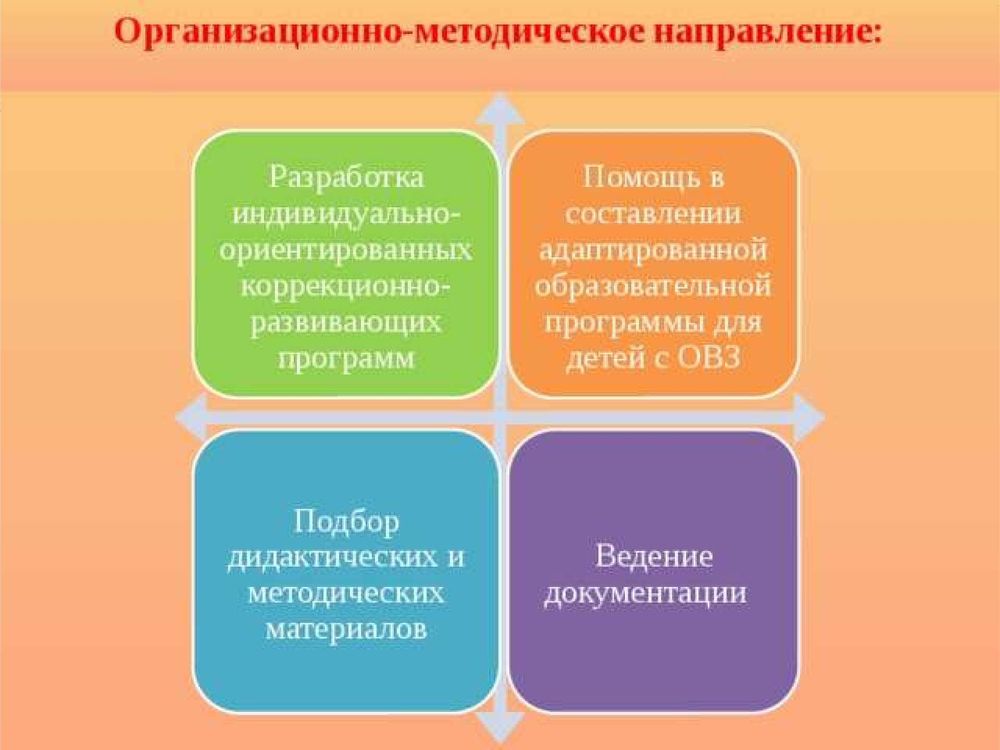 Организационно-методическое направление:
Разработка
индивидуально-
ориентированных
коррекционно-
развивающих
программ
Помощь в
составлении
адаптированной
образовательной
программы для
детей с ОВЗ
Подбор
дидактических и
методических
материалов
Ведение
документации